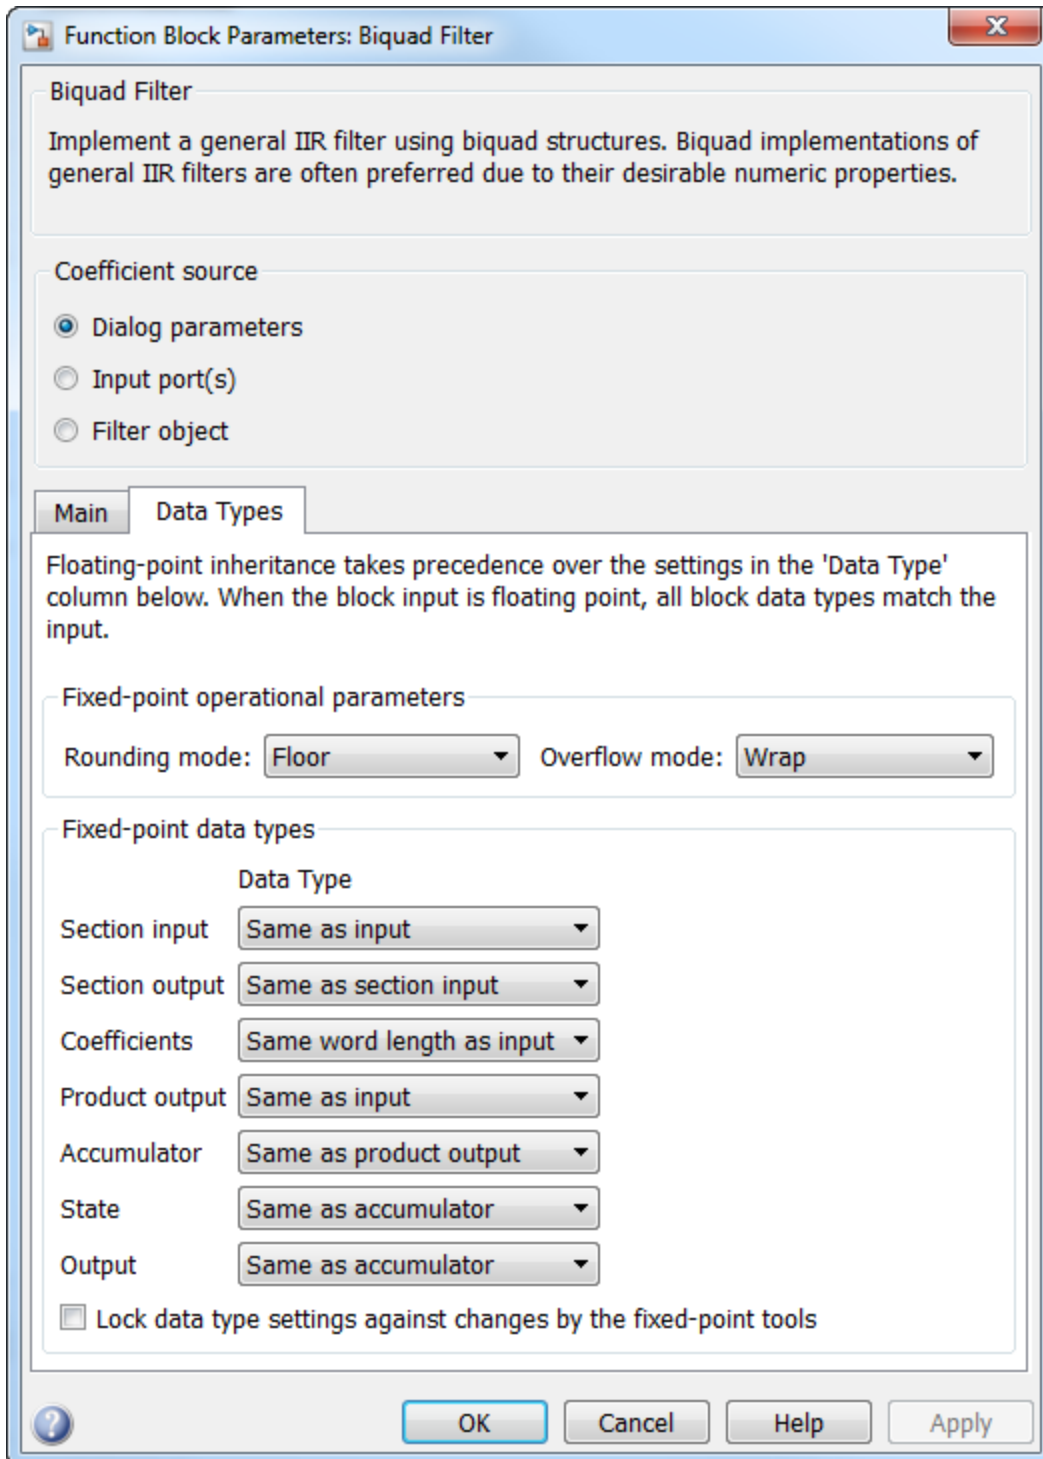 Function Block Parameters: Biquad Filter
X
Biquad Filter
Implement a general IIR filter using biquad structures. Biquad implementations of
general IIR filters are often preferred due to their desirable numeric properties.
Coefficient source
Dialog parameters
Input port(s)
Filter object
Main Data Types
Floating-point inheritance takes precedence over the settings in the 'Data Type'
column below. When the block input is floating point, all block data types match the
input.
Fixed-point operational parameters
Rounding mode: Floor Overflow mode: Wrap
Fixed-point data types
Data Type
Section input Same as input
Section output Same as section input
Coefficients Same word length as input
Product output Same as input
Accumulator Same as product output
State Same as accumulator
Output Same as accumulator
Lock data type settings against changes by the fixed-point tools
? OK Cancel Help Apply